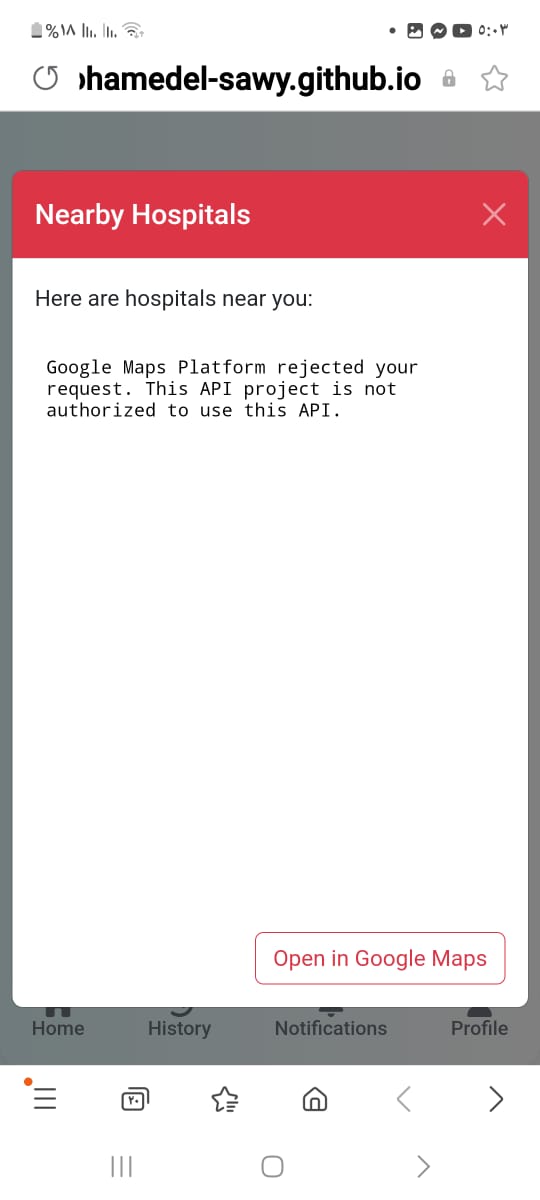 %١٨
٥:٠٣
hamedel-sawy.github.io
Nearby Hospitals
Here are hospitals near you:
Google Maps Platform rejected your
request. This API project is not
authorized to use this API.
Open in Google Maps
Home History Notifications Profile
٢٠